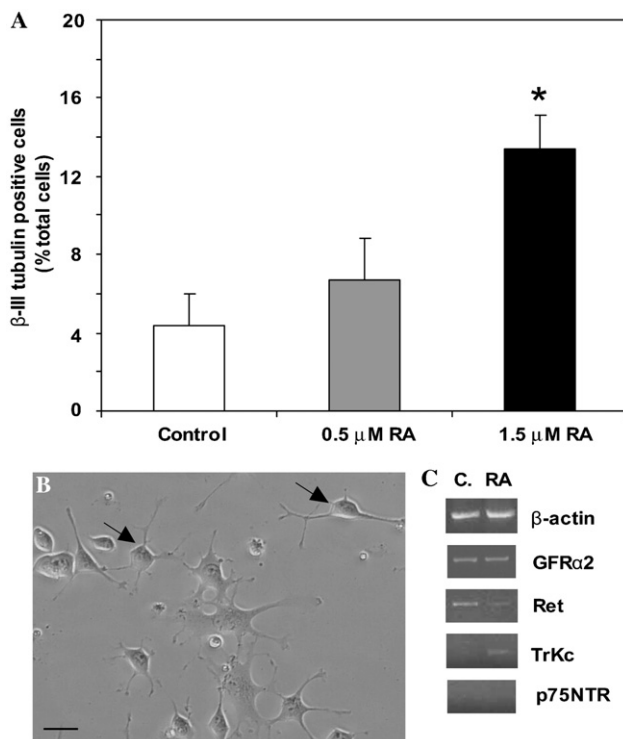 A
β-III tubulin positive cells
(% total cells)
20
16
12
8
4
0
*
Control
0.5 μM RA
1.5 μM RA
B
C
C. RA
β-actin
GFRα2
Ret
TrKc
p75NTR